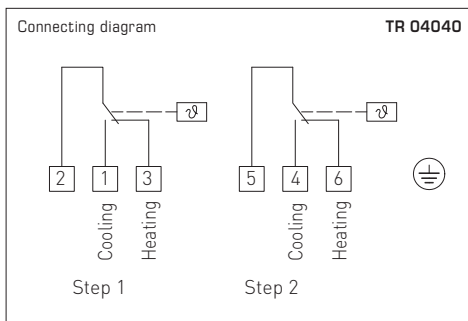 Connecting diagram TR 04040
ϑ ϑ
2 1 3 5 4 6
Cooling Heating Cooling Heating
Step 1 Step 2